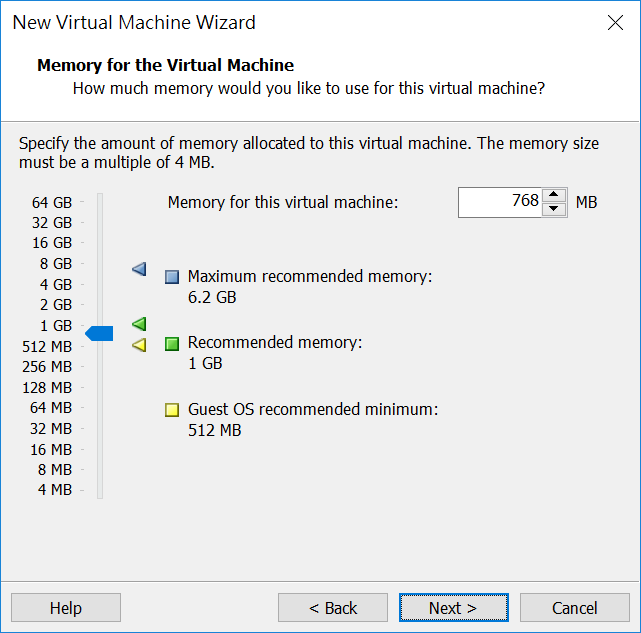 New Virtual Machine Wizard
Memory for the Virtual Machine
How much memory would you like to use for this virtual machine?
Specify the amount of memory allocated to this virtual machine. The memory size
must be a multiple of 4 MB.
Memory for this virtual machine: 768 MB
64 GB
32 GB
16 GB
8 GB
4 GB
2 GB
1 GB
512 MB
256 MB
128 MB
64 MB
32 MB
16 MB
8 MB
4 MB
Maximum recommended memory:
6.2 GB
Recommended memory:
1 GB
Guest OS recommended minimum:
512 MB
Help
< Back
Next >
Cancel